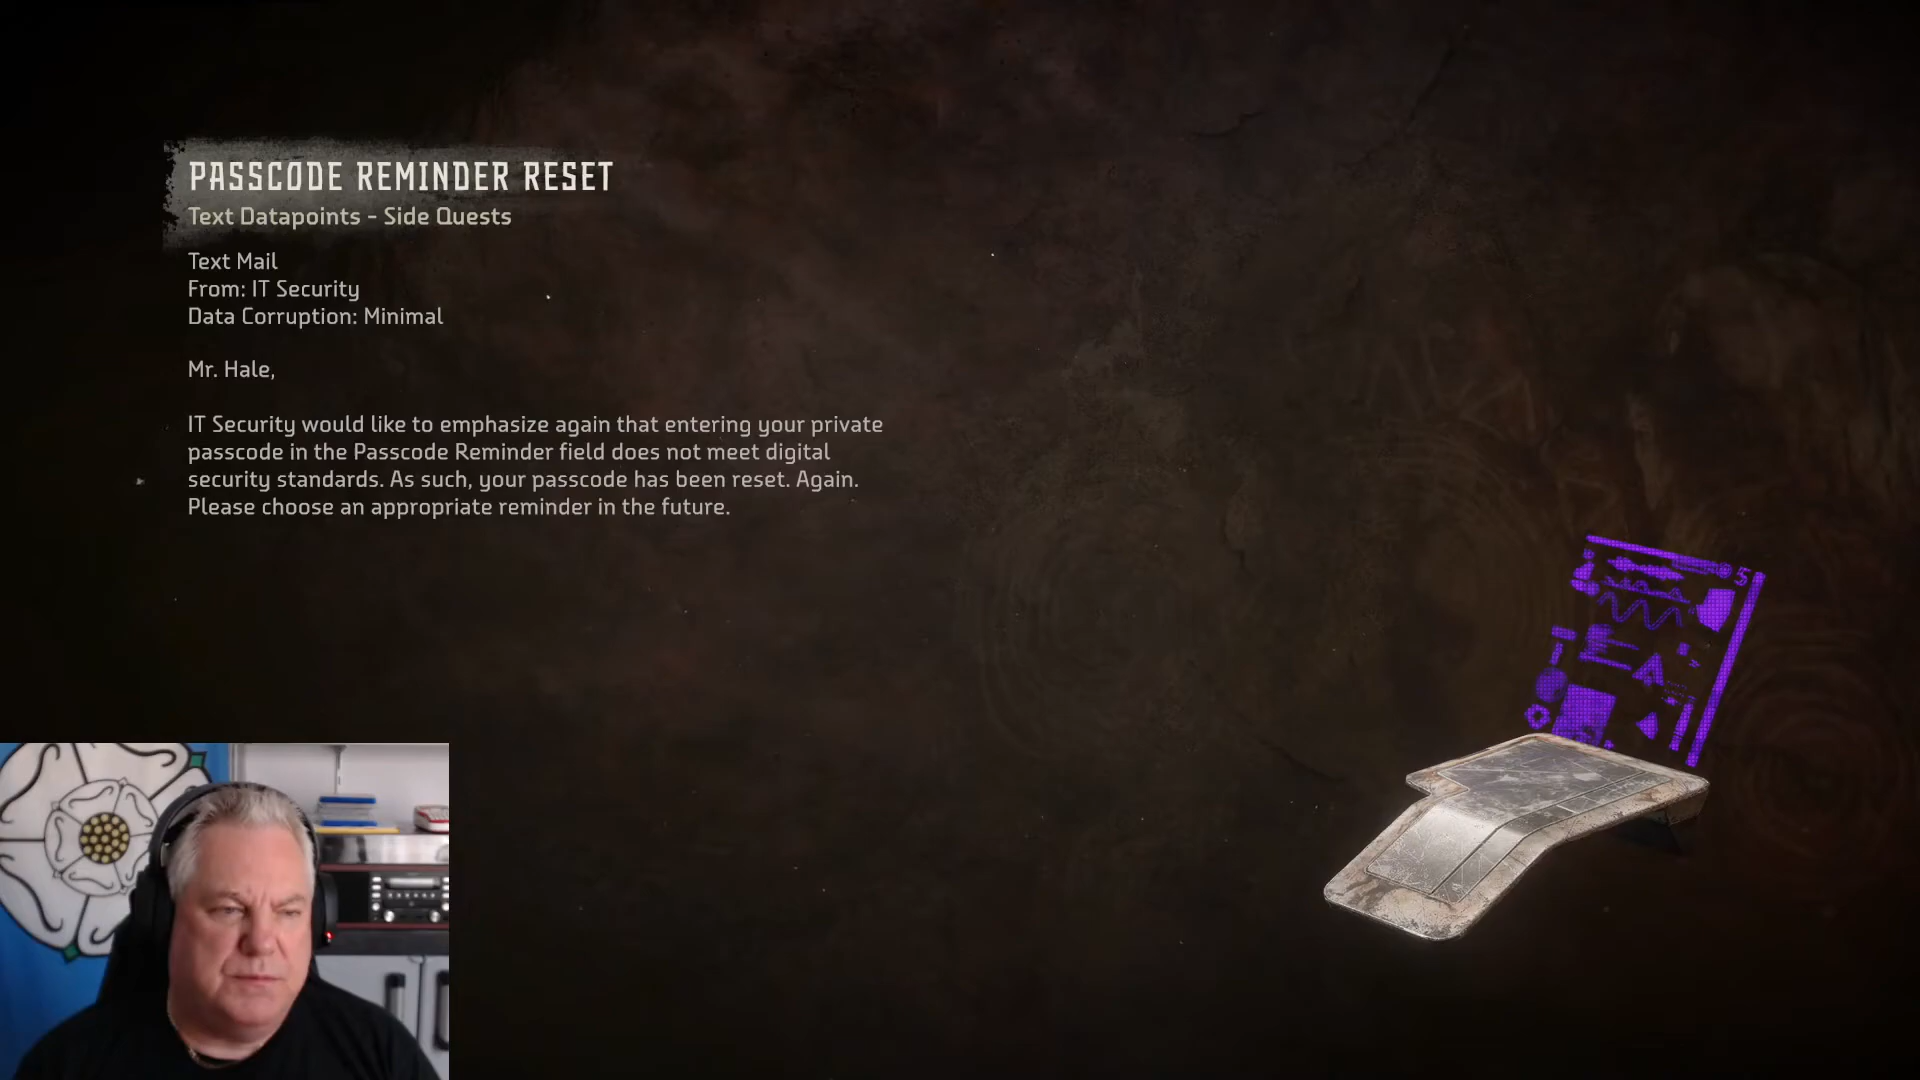 PASSCODE REMINDER RESET
Text Datapoints - Side Quests
Text Mail
From: IT Security
Data Corruption: Minimal
Mr. Hale,
IT Security would like to emphasize again that entering your private
passcode in the Passcode Reminder field does not meet digital
security standards. As such, your passcode has been reset. Again.
Please choose an appropriate reminder in the future.